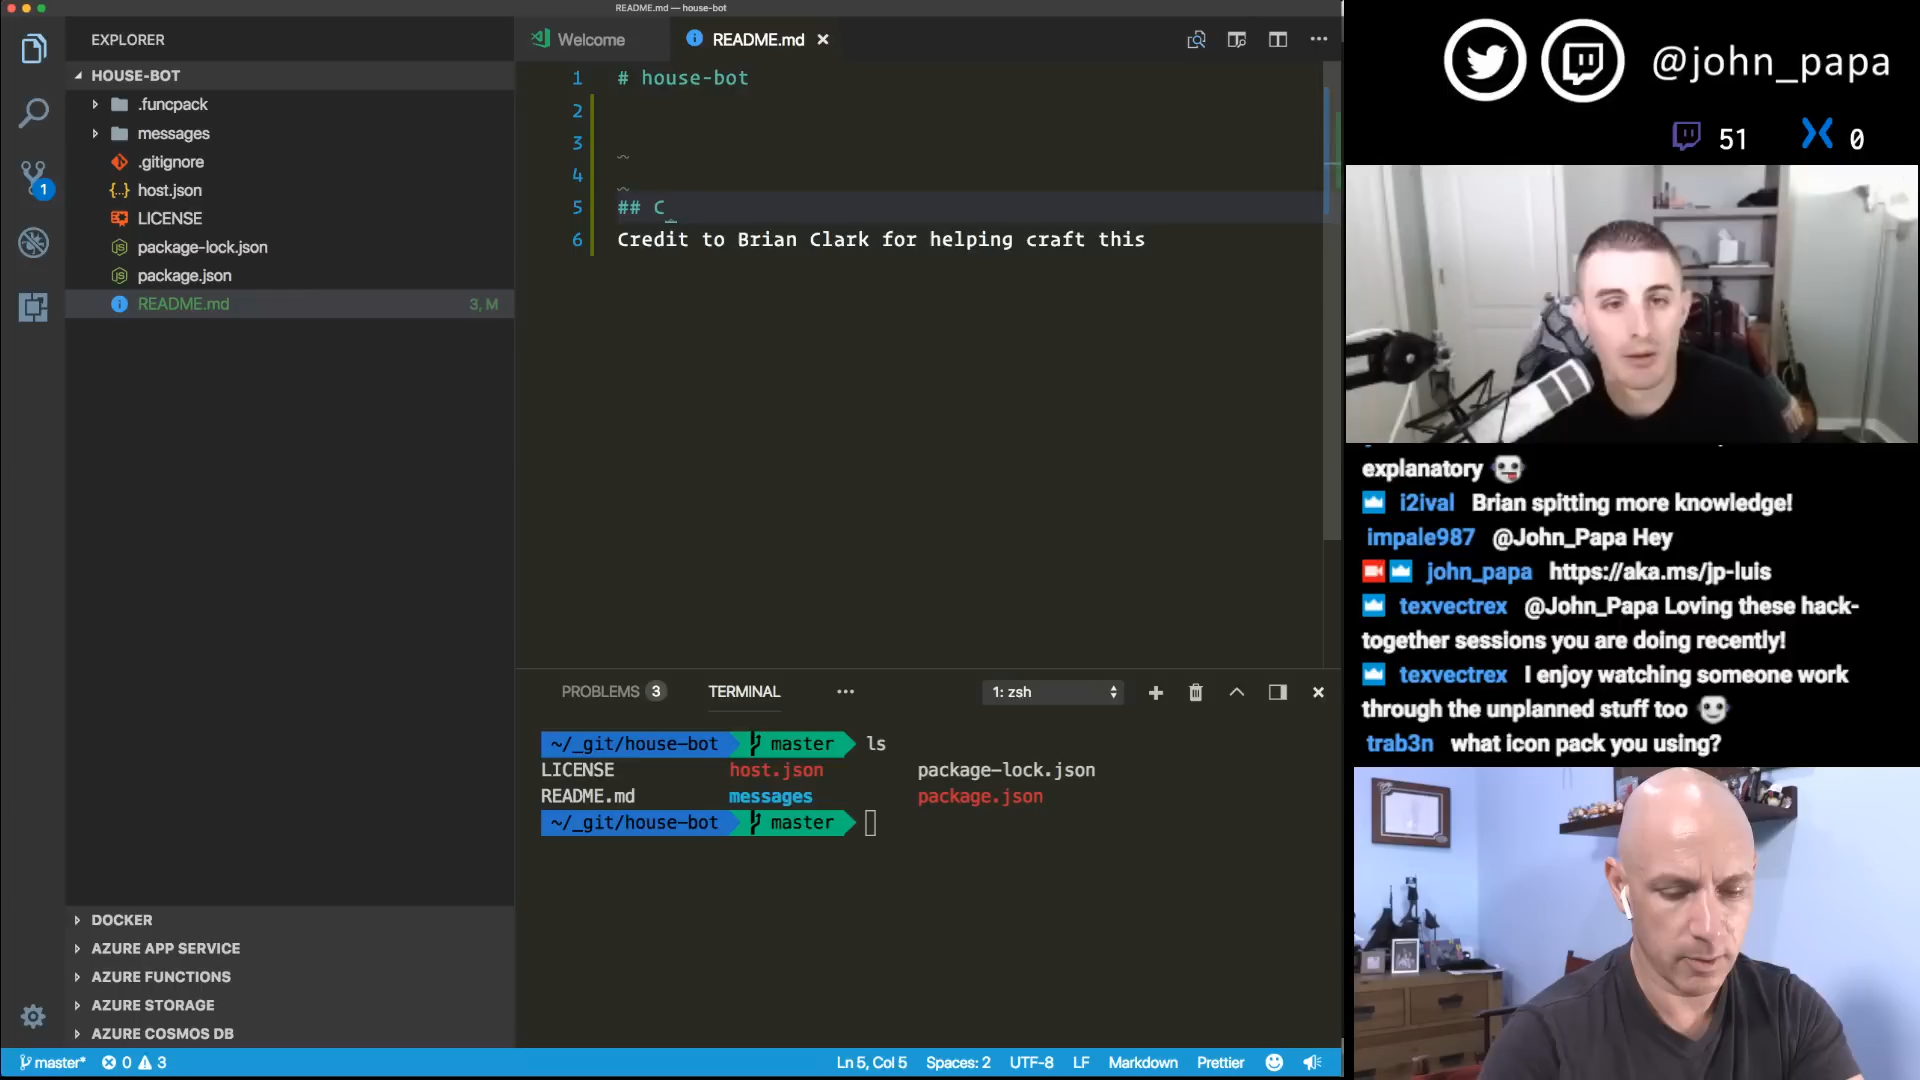 README.md — house-bot
EXPLORER
HOUSE-BOT
.funcpack
messages
.gitignore
host.json
LICENSE
package-lock.json
package.json
README.md 3, M
DOCKER
AZURE APP SERVICE
AZURE FUNCTIONS
AZURE STORAGE
AZURE COSMOS DB
1
Welcome
README.md
1 # house-bot
2
3
4
5 ## C
6 Credit to Brian Clark for helping craft this
PROBLEMS 3 TERMINAL 1: zsh
~/_git/house-bot master ls
LICENSE host.json package-lock.json
README.md messages package.json
~/_git/house-bot master
master* 0 3 Ln 5, Col 5 Spaces: 2 UTF-8 LF Markdown Prettier
@john_papa
51 0
explanatory
i2ival Brian spitting more knowledge!
impale987 @John_Papa Hey
john_papa https://aka.ms/jp-luis
texvectrex @John_Papa Loving these hack-
together sessions you are doing recently!
texvectrex I enjoy watching someone work
through the unplanned stuff too
trab3n what icon pack you using?